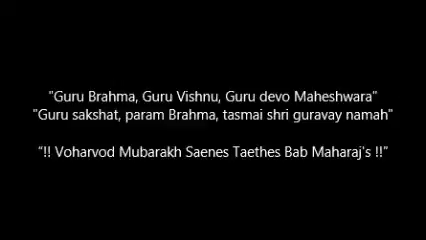 "Guru Brahma, Guru Vishnu, Guru devo Maheshwara"
"Guru sakshat, param Brahma, tasmai shri guravay namah"
"!! Voharvod Mubarakh Saenes Taethes Bab Maharaj's !!"